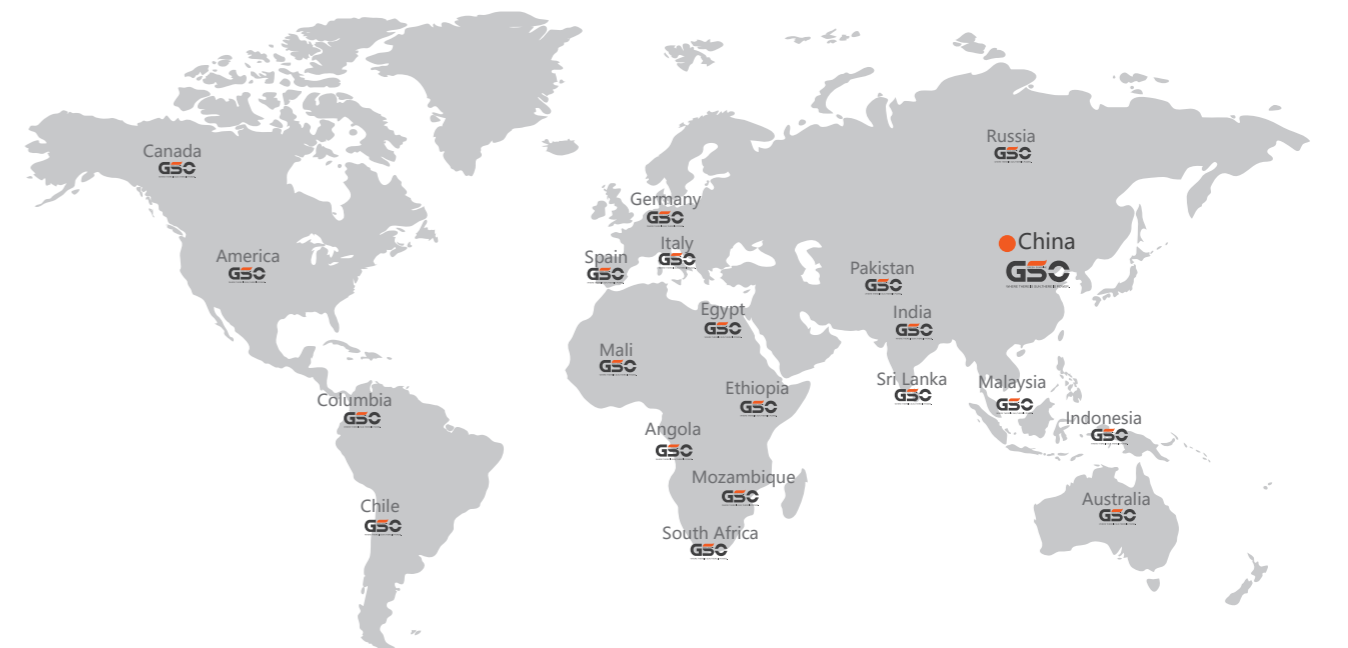 Canada
GSO
America
GSO
Columbia
GSO
Chile
GSO
Germany
GSO
Italy
GSO
Spain
GSO
Egypt
GSO
Mali
GSO
Ethiopia
GSO
Angola
GSO
Mozambique
GSO
South Africa
GSO
Russia
GSO
China
GSO
Pakistan
GSO
India
GSO
Sri Lanka
GSO
Malaysia
GSO
Indonesia
GSO
Australia
GSO